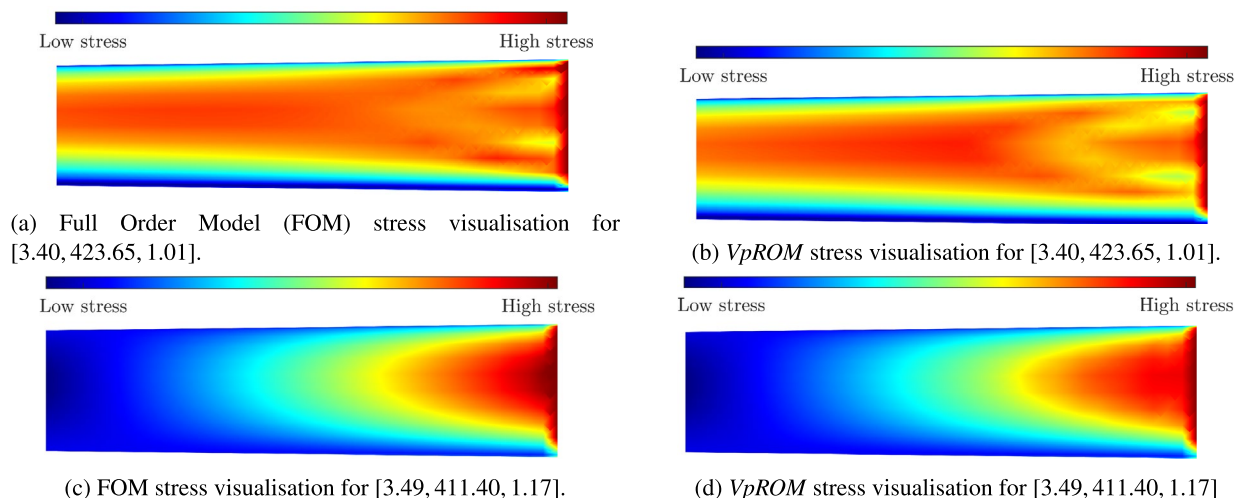 Low stress High stress
Low stress High stress
(a) Full Order Model (FOM) stress visualisation for
[3.40, 423.65, 1.01].
(b) VpROM stress visualisation for [3.40, 423.65, 1.01].
Low stress High stress
Low stress High stress
(c) FOM stress visualisation for [3.49, 411.40, 1.17].
(d) VpROM stress visualisation for [3.49, 411.40, 1.17]